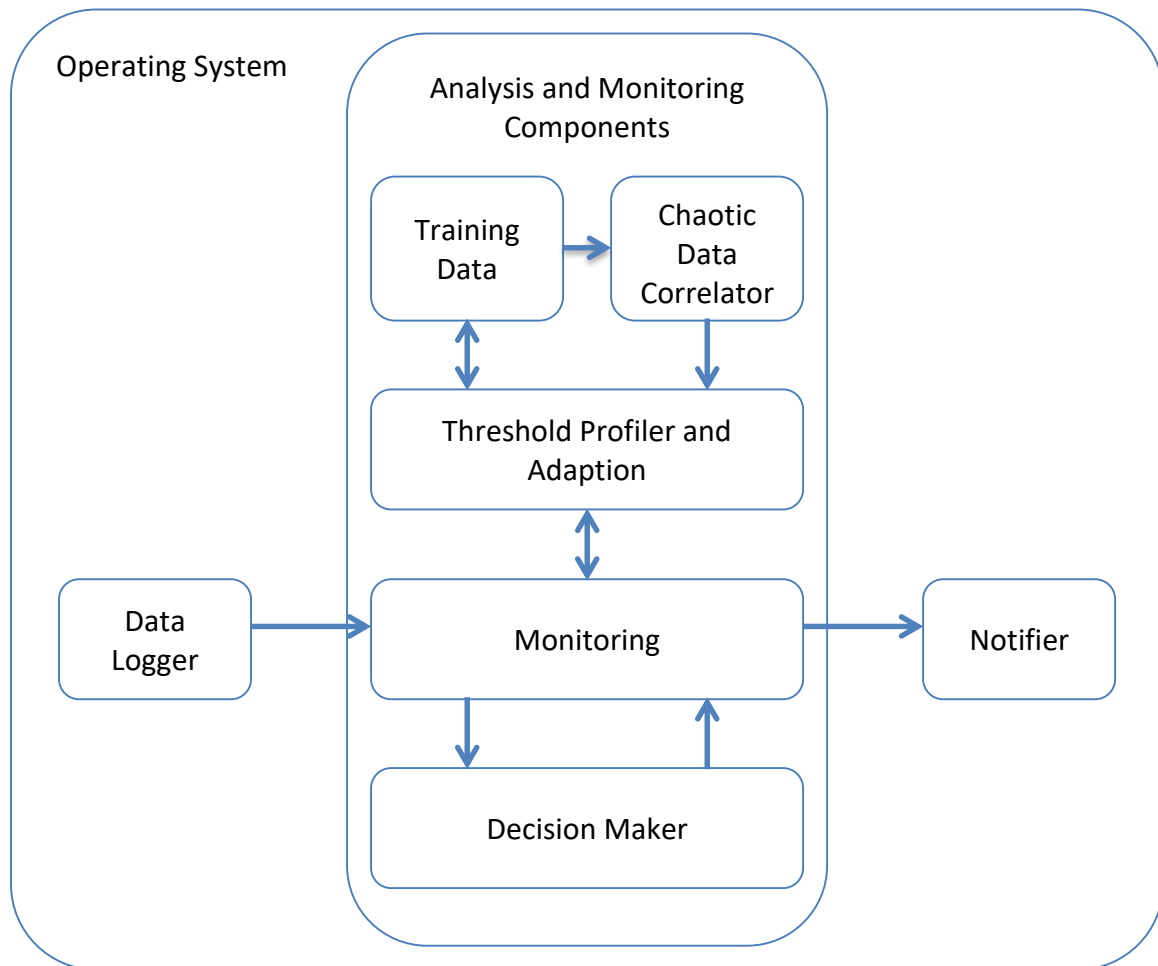 Operating System
Analysis and Monitoring
Components
Training
Data
Chaotic
Data
Correlator
Threshold Profiler and
Adaption
Data
Logger
Monitoring
Notifier
Decision Maker